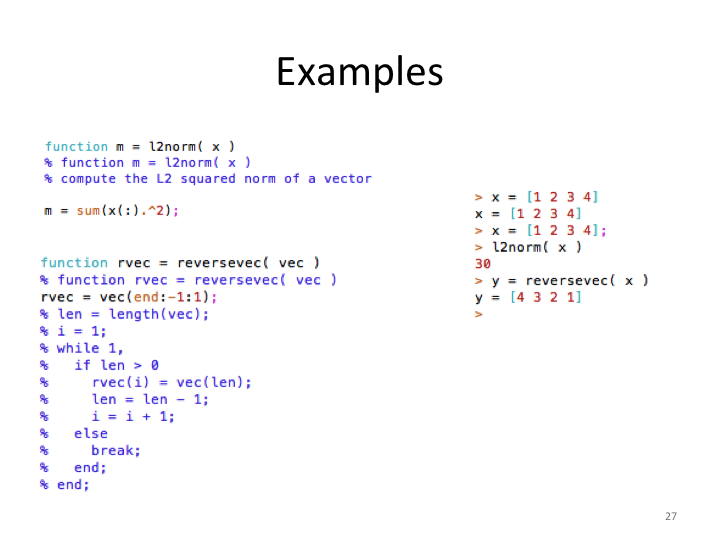 Examples
function m = l2norm( x )
% function m = l2norm( x )
% compute the L2 squared norm of a vector
m = sum(x(:).^2);
function rvec = reversevec( vec )
% function rvec = reversevec( vec )
rvec = vec(end:-1:1);
% len = length(vec);
% i = 1;
% while 1,
%   if len > 0
%     rvec(i) = vec(len);
%     len = len - 1;
%     i = i + 1;
%   else
%     break;
%   end;
% end;
> x = [1 2 3 4]
x = [1 2 3 4]
> x = [1 2 3 4];
> l2norm( x )
30
> y = reversevec( x )
y = [4 3 2 1]
>
27